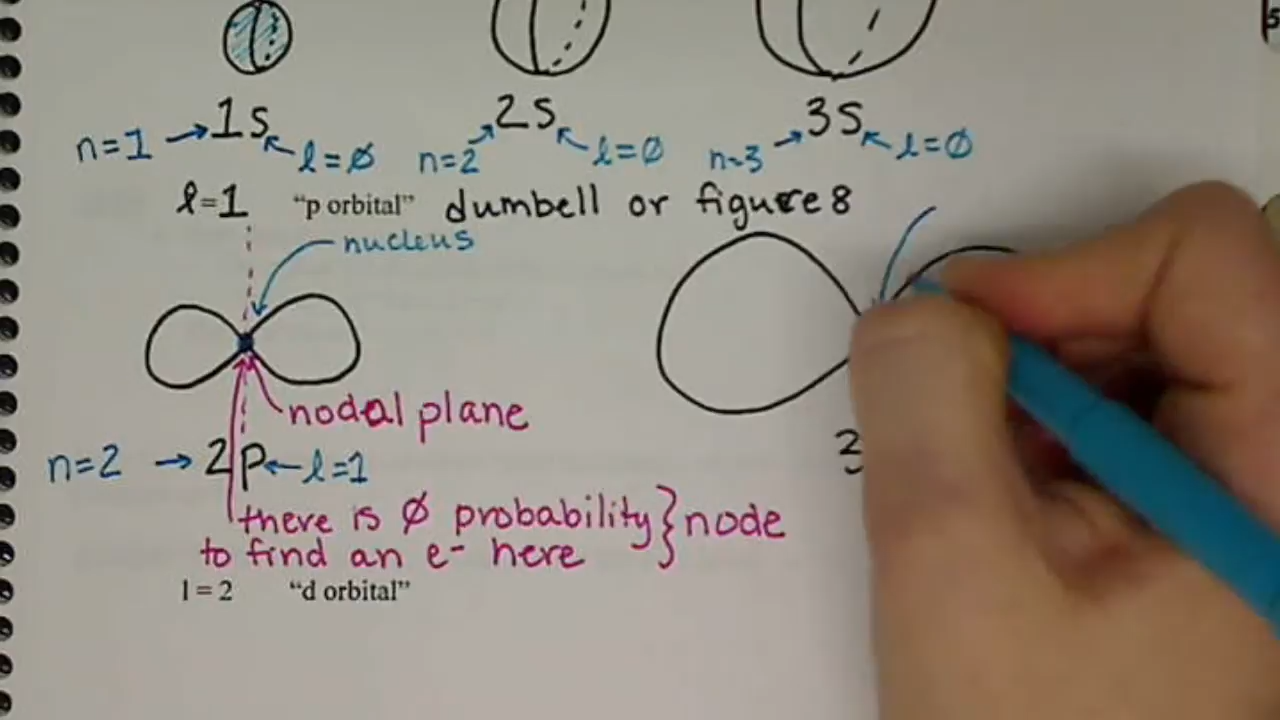 1s 2s 3s
n=1 → ← l=∅ n=2 → ← l=∅ n=3 → ← l=∅
l=1 "p orbital" dumbell or figure 8
nucleus
nodal plane
n=2 → 2p ← l=1
3
there is ∅ probability } node
to find an e- here
l = 2 "d orbital"